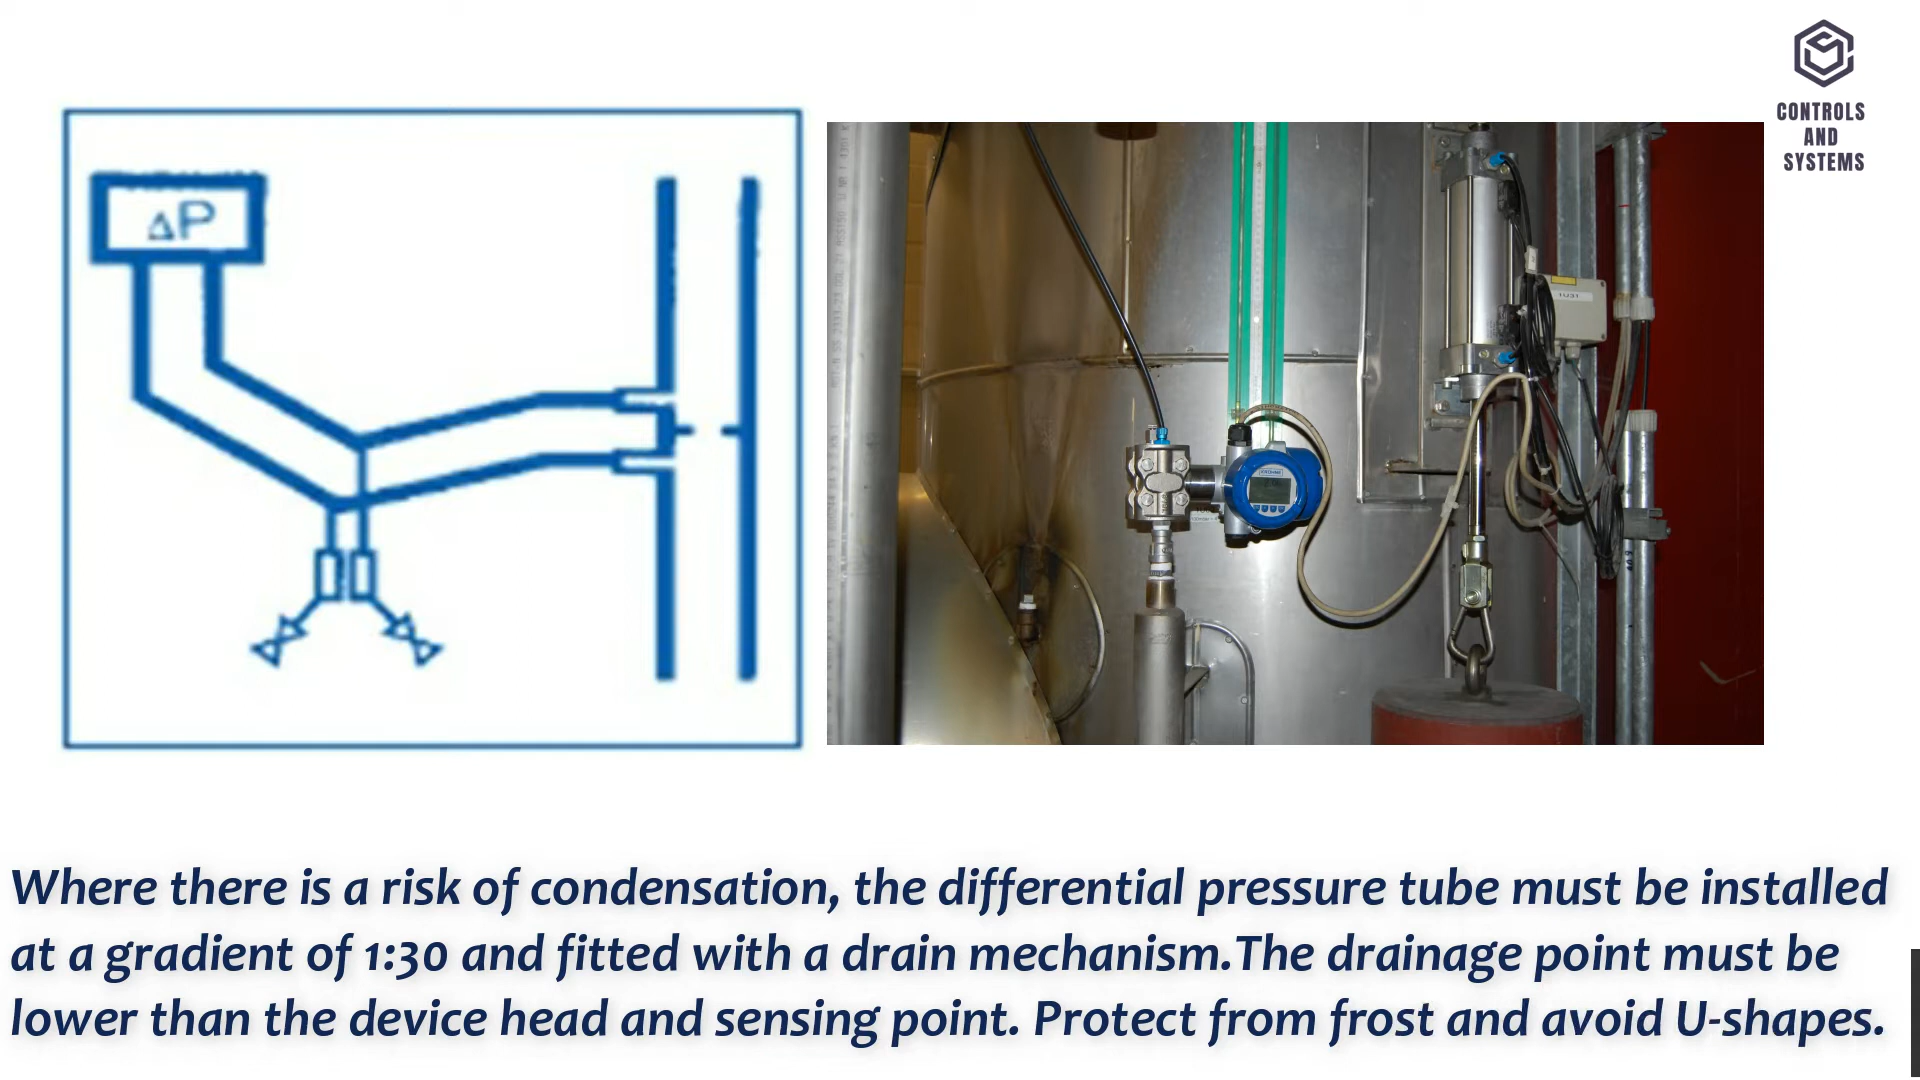 CONTROLS
AND
SYSTEMS
ΔP
Where there is a risk of condensation, the differential pressure tube must be installed
at a gradient of 1:30 and fitted with a drain mechanism.The drainage point must be
lower than the device head and sensing point. Protect from frost and avoid U-shapes.